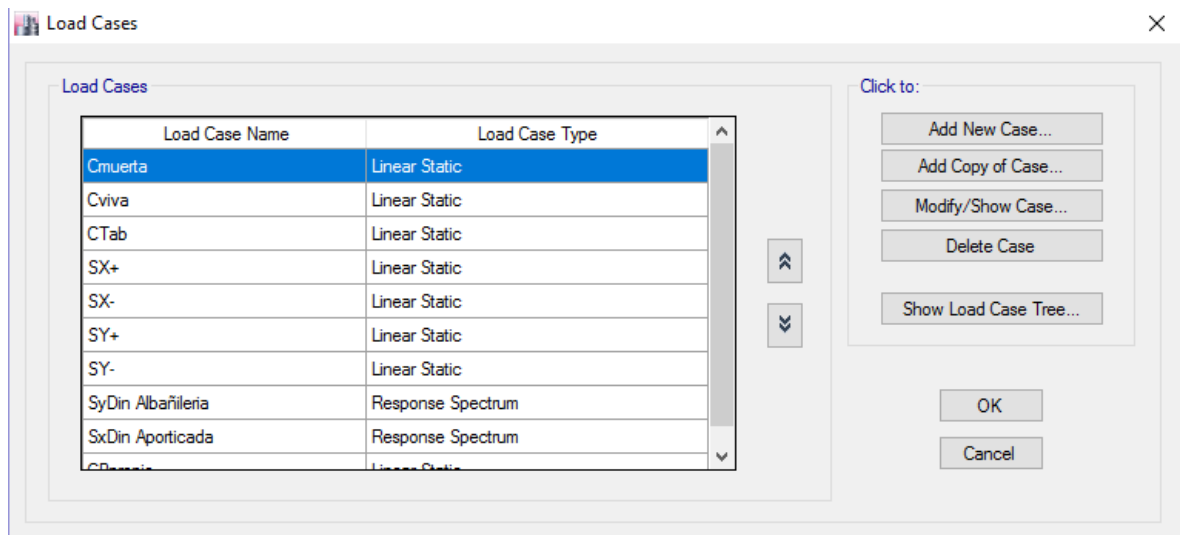 Load Cases
Load Cases
Click to:
Load Case Name Load Case Type
Cmuerta Linear Static
Cviva Linear Static
CTab Linear Static
SX+ Linear Static
SX- Linear Static
SY+ Linear Static
SY- Linear Static
SyDin Albañileria Response Spectrum
SxDin Aporticada Response Spectrum
Linear Static
Add New Case...
Add Copy of Case...
Modify/Show Case...
Delete Case
Show Load Case Tree...
OK
Cancel